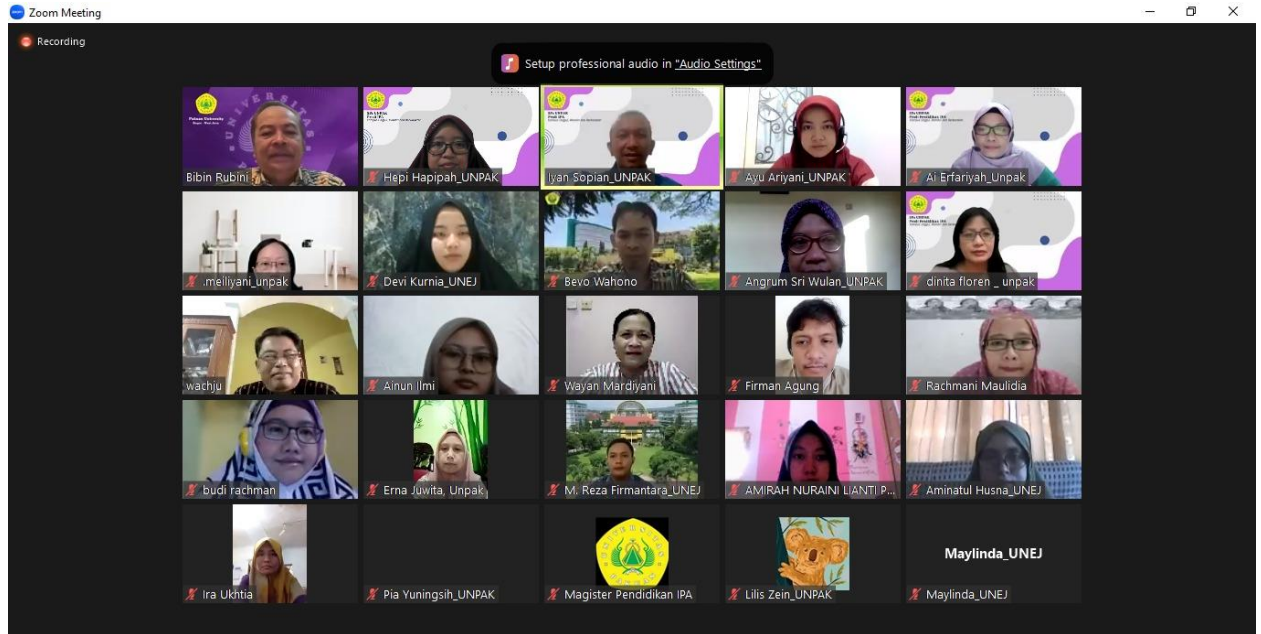 Zoom Meeting
Recording
Setup professional audio in "Audio Settings"
Bibin Rubini
Hepi Hapipah_UNPAK
Iyan Sopian_UNPAK
Ayu Ariyani_UNPAK
Ai Erfariyah_Unpak
.meiliyani_unpak
Devi Kurnia_UNEJ
Bevo Wahono
Angrum Sri Wulan_UNPAK
dinita floren _ unpak
wachju
Ainun Ilmi
Wayan Mardiyani
Firman Agung
Rachmani Maulidia
budi rachman
Erna Juwita, Unpak
M. Reza Firmantara_UNEJ
AMIRAH NURAINI LIANTI P...
Aminatul Husna_UNEJ
Ira Ukhtia
Pia Yuningsih_UNPAK
Magister Pendidikan IPA
Lilis Zein_UNPAK
Maylinda_UNEJ
Maylinda_UNEJ